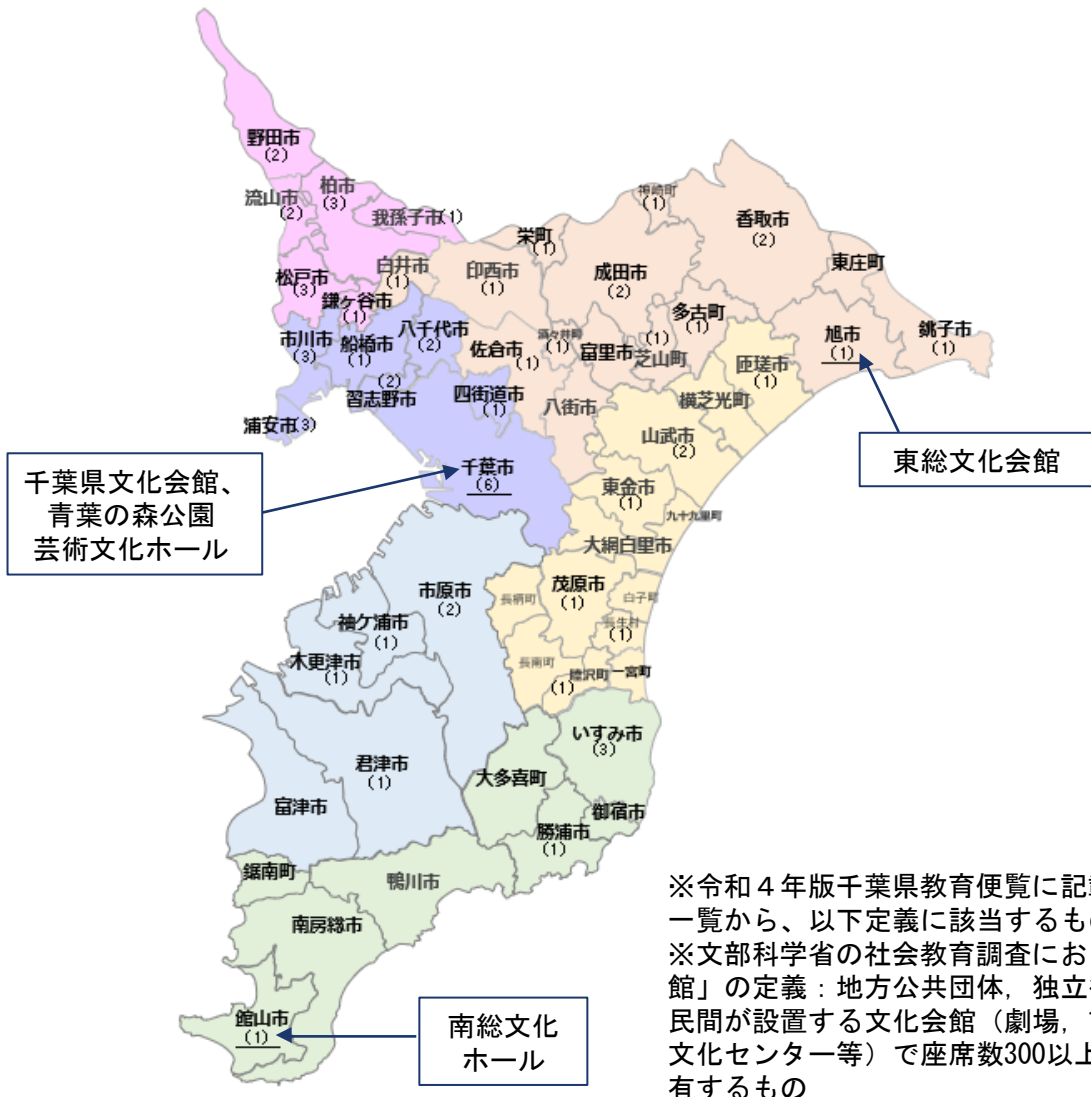 野田市
(2)
流山市
(2)
柏市
(3)
我孫子市(1)
松戸市
(3)
鎌ヶ谷市
(1)
白井市
(1)
印西市
(1)
栄町
(1)
成田市
(2)
神崎町
(1)
香取市
(2)
東庄町
多古町
(1)
旭市
(1)
銚子市
(1)
市川市
(3)
船橋市
(1)
八千代市
(2)
佐倉市
(1)
酒々井町
(1)
富里市
(1)
芝山町
匝瑳市
(1)
横芝光町
(2)
習志野市
四街道市
(1)
八街市
山武市
(2)
浦安市(3)
千葉市
(6)
東金市
(1)
九十九里町
大網白里市
東総文化会館
千葉県文化会館、
青葉の森公園
芸術文化ホール
市原市
(2)
長柄町
茂原市
(1)
白子町
長生村
(1)
袖ケ浦市
(1)
木更津市
(1)
長南町
睦沢町
(1)
一宮町
いすみ市
(3)
君津市
(1)
大多喜町
富津市
御宿市
勝浦市
(1)
鋸南町
鴨川市
南房総市
館山市
(1)
南総文化
ホール
※令和４年版千葉県教育便覧に記
一覧から、以下定義に該当するも
※文部科学省の社会教育調査にお
館」の定義：地方公共団体，独立
民間が設置する文化会館（劇場，
文化センター等）で座席数300以上
有するもの